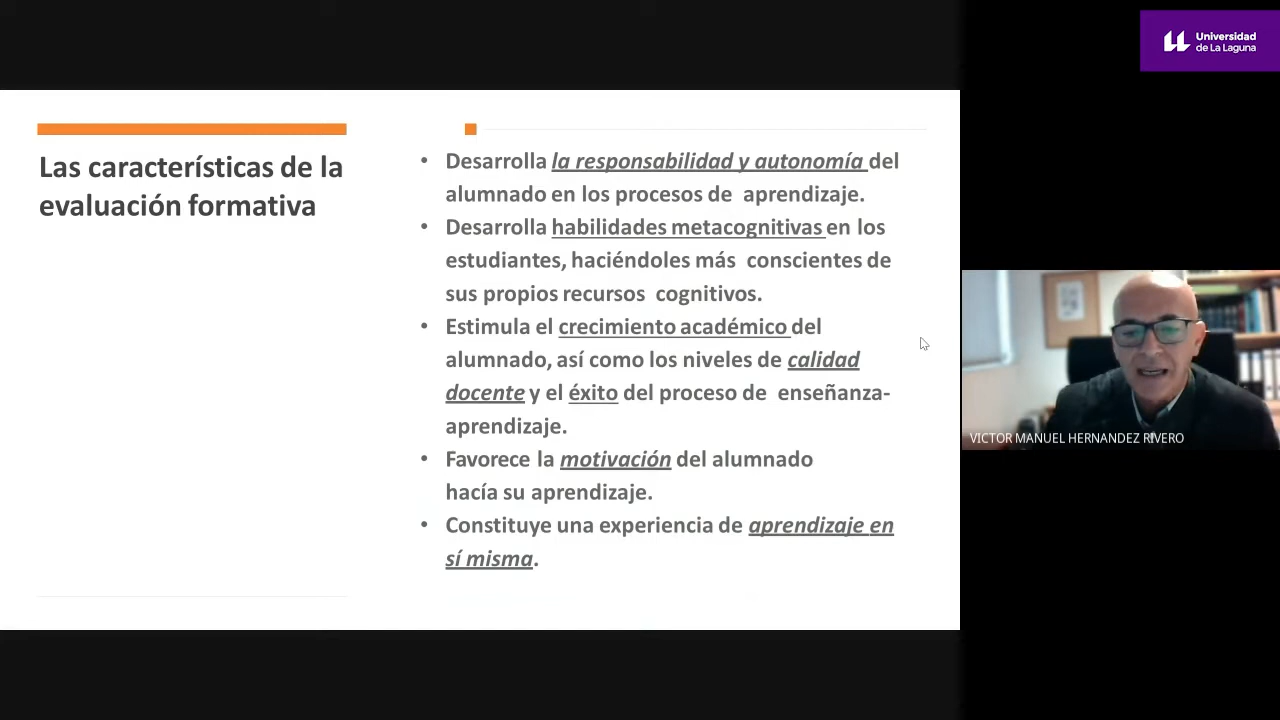 Universidad
de La Laguna
Las características de la
evaluación formativa
• Desarrolla la responsabilidad y autonomía del
alumnado en los procesos de aprendizaje.
• Desarrolla habilidades metacognitivas en los
estudiantes, haciéndoles más conscientes de
sus propios recursos cognitivos.
• Estimula el crecimiento académico del
alumnado, así como los niveles de calidad
docente y el éxito del proceso de enseñanza-
aprendizaje.
• Favorece la motivación del alumnado
hacía su aprendizaje.
• Constituye una experiencia de aprendizaje en
sí misma.
VICTOR MANUEL HERNANDEZ RIVERO